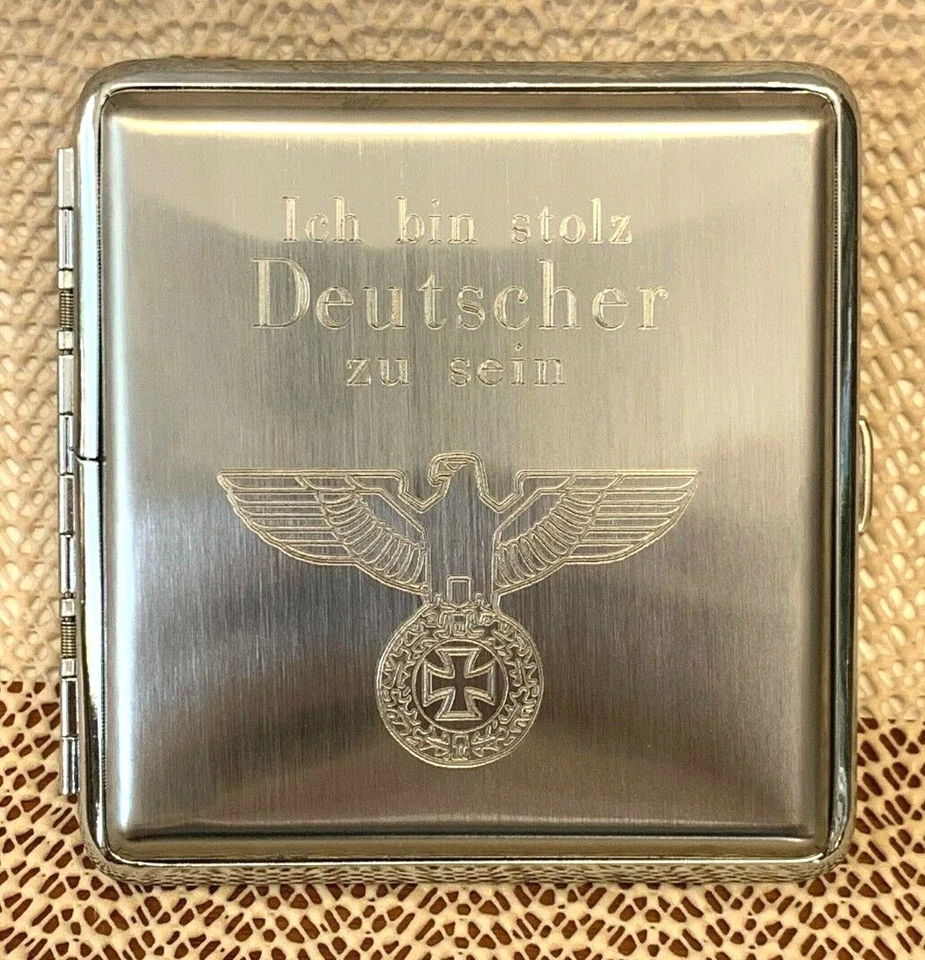 Ich bin stolz
Deutscher
zu sein